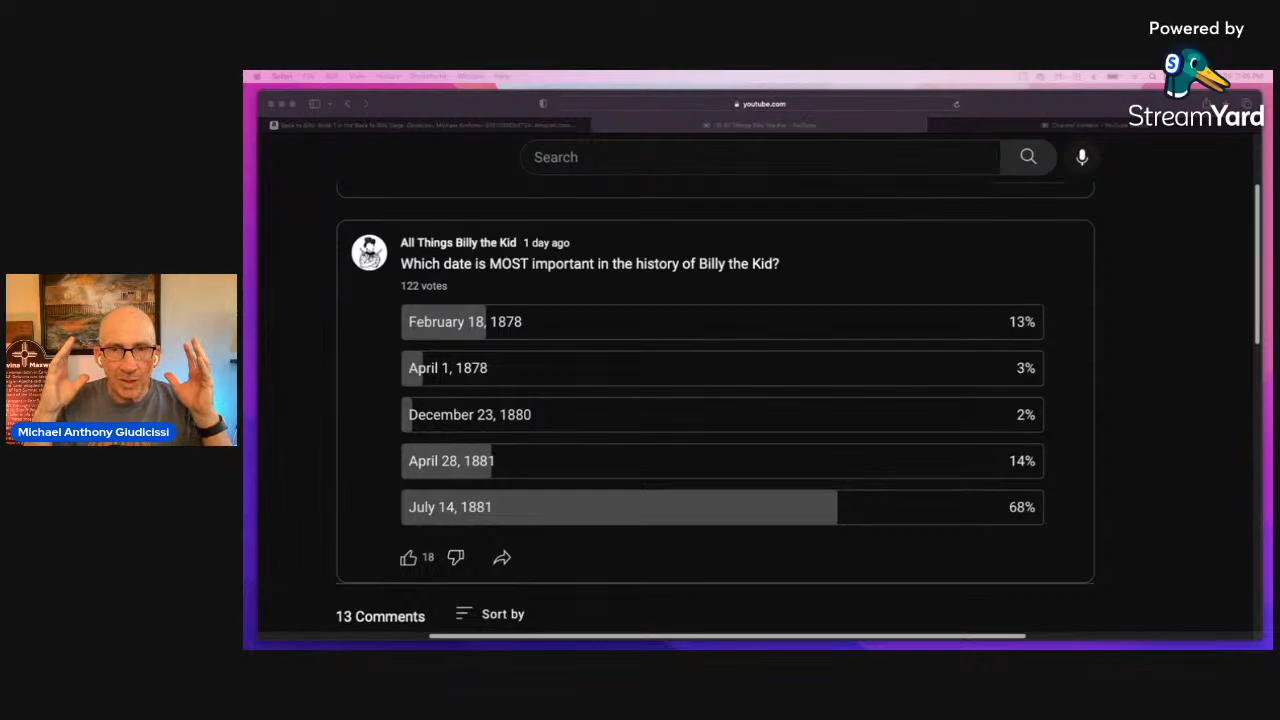 Powered by
StreamYard
youtube.com
Search
All Things Billy the Kid 1 day ago
Which date is MOST important in the history of Billy the Kid?
122 votes
February 18, 1878 13%
April 1, 1878 3%
December 23, 1880 2%
April 28, 1881 14%
July 14, 1881 68%
18
13 Comments Sort by
Michael Anthony Giudicissi